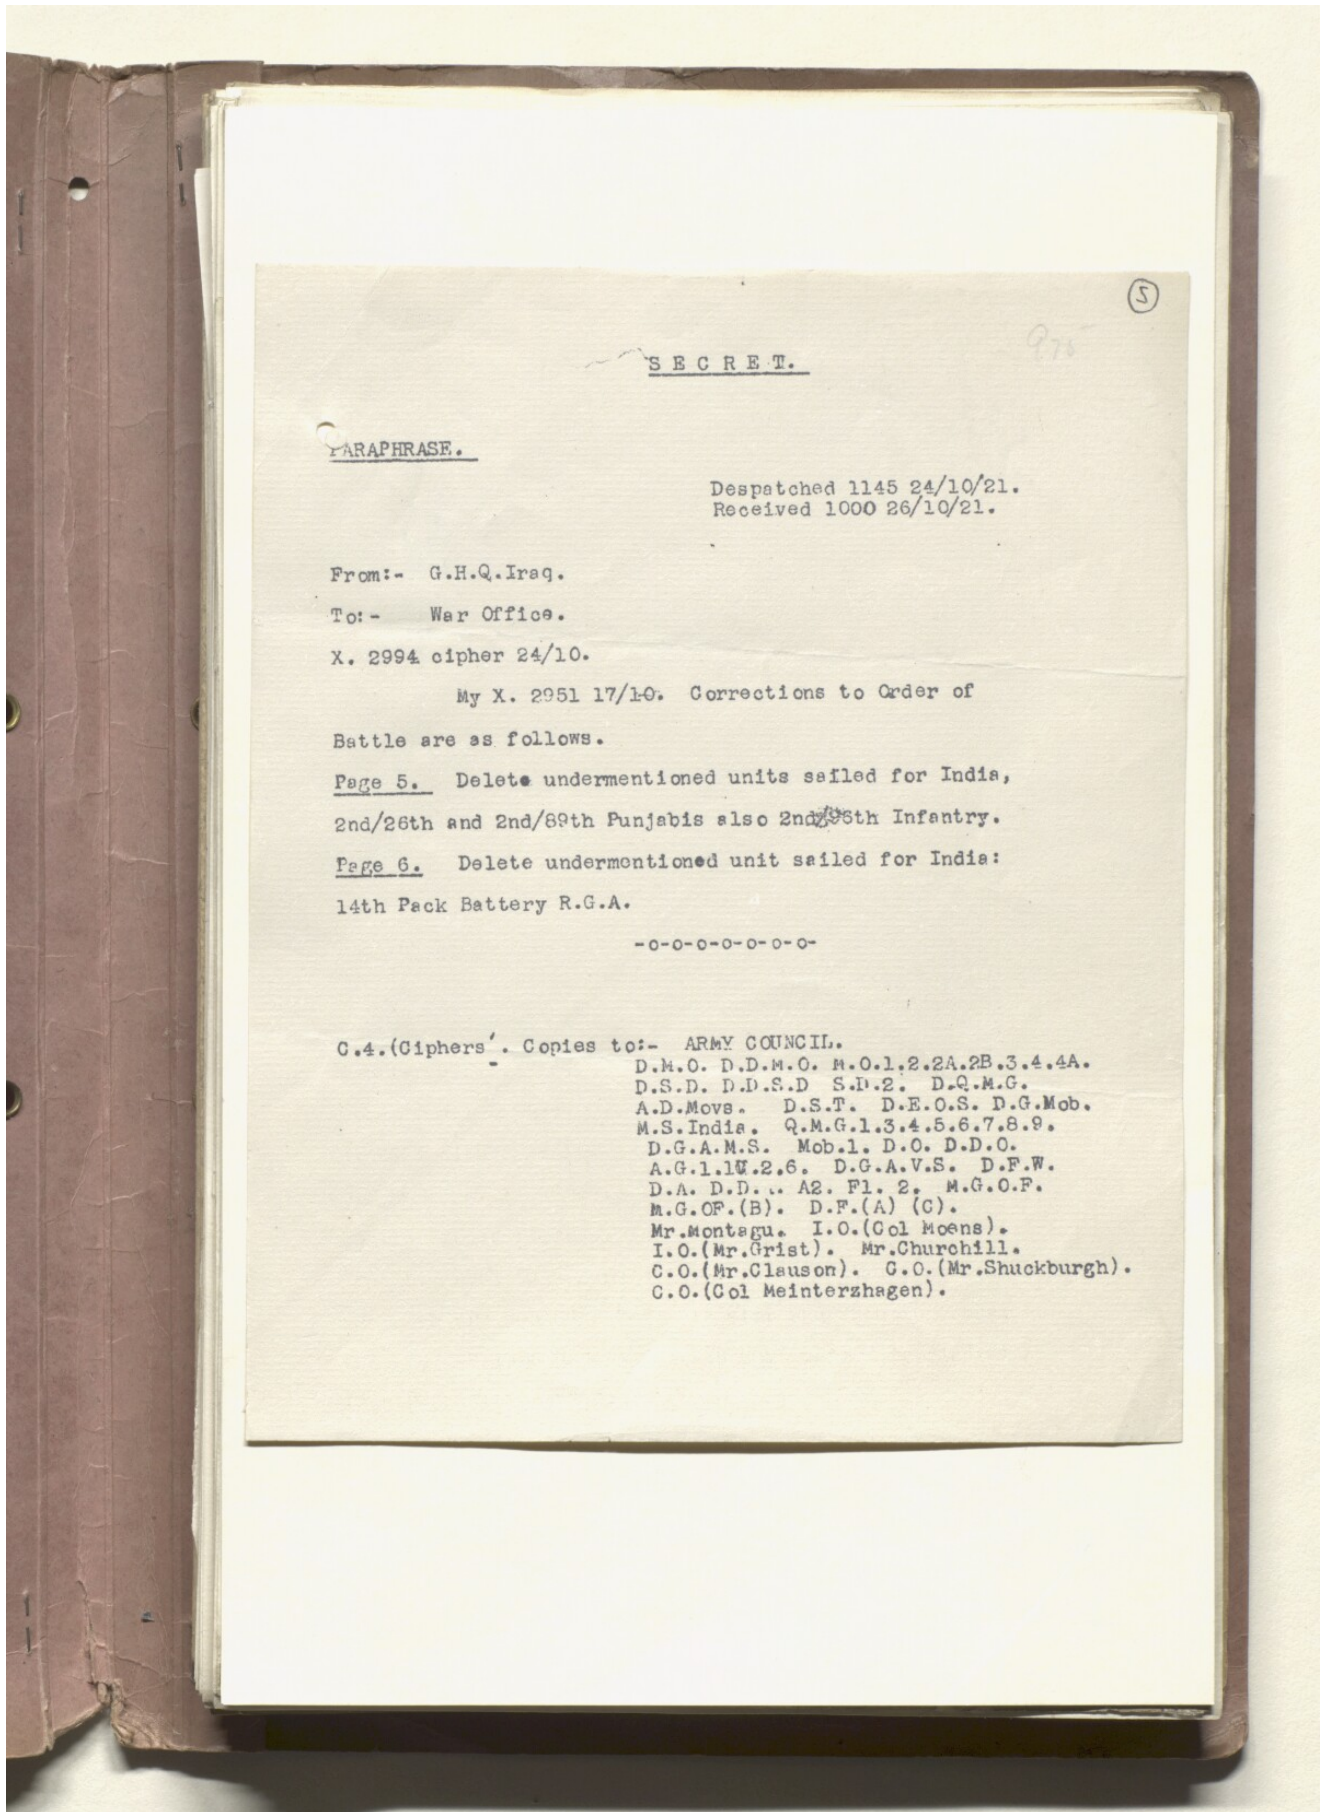 5
SECRET.
PARAPHRASE.
Despatched 1145 24/10/21.
Received 1000 26/10/21.
From:- G.H.Q.Iraq.
To:- War Office.
X. 2994 cipher 24/10.
My X. 2951 17/10. Corrections to Order of
Battle are as follows.
Page 5. Delete undermentioned units sailed for India,
2nd/26th and 2nd/89th Punjabis also 2nd/96th Infantry.
Page 6. Delete undermentioned unit sailed for India:
14th Pack Battery R.G.A.
-o-o-o-o-o-o-o-
C.4.(Ciphers'. Copies to:- ARMY COUNCIL.
D.M.O. D.D.M.O. M.O.1.2.2A.2B.3.4.4A.
D.S.D. D.D.S.D S.D.2. D.Q.M.G.
A.D.Movs. D.S.T. D.E.O.S. D.G.Mob.
M.S.India. Q.M.G.1.3.4.5.6.7.8.9.
D.G.A.M.S. Mob.1. D.O. D.D.O.
A.G.1. 2.6. D.G.A.V.S. D.F.W.
D.A. D.D. A2. F1. 2. M.G.O.F.
M.G.OF.(B). D.F.(A) (C).
Mr.Montagu. I.O.(Col Moens).
I.O.(Mr.Grist). Mr.Churchill.
C.O.(Mr.Clauson). C.O.(Mr.Shuckburgh).
C.O.(Col Meinterzhagen).